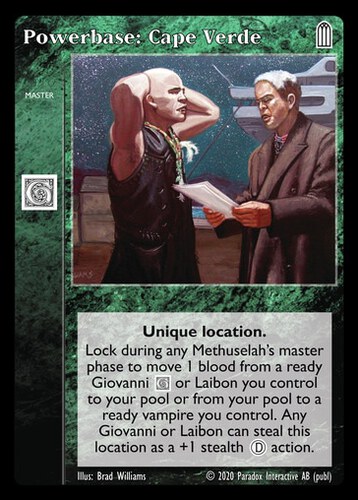 Powerbase: Cape Verde
MASTER
Unique location.
Lock during any Methuselah's master
phase to move 1 blood from a ready
Giovanni or Laibon you control
to your pool or from your pool to a
ready vampire you control. Any
Giovanni or Laibon can steal this
location as a +1 stealth Ⓓ action.
Illus: Brad Williams © 2020 Paradox Interactive AB (publ)